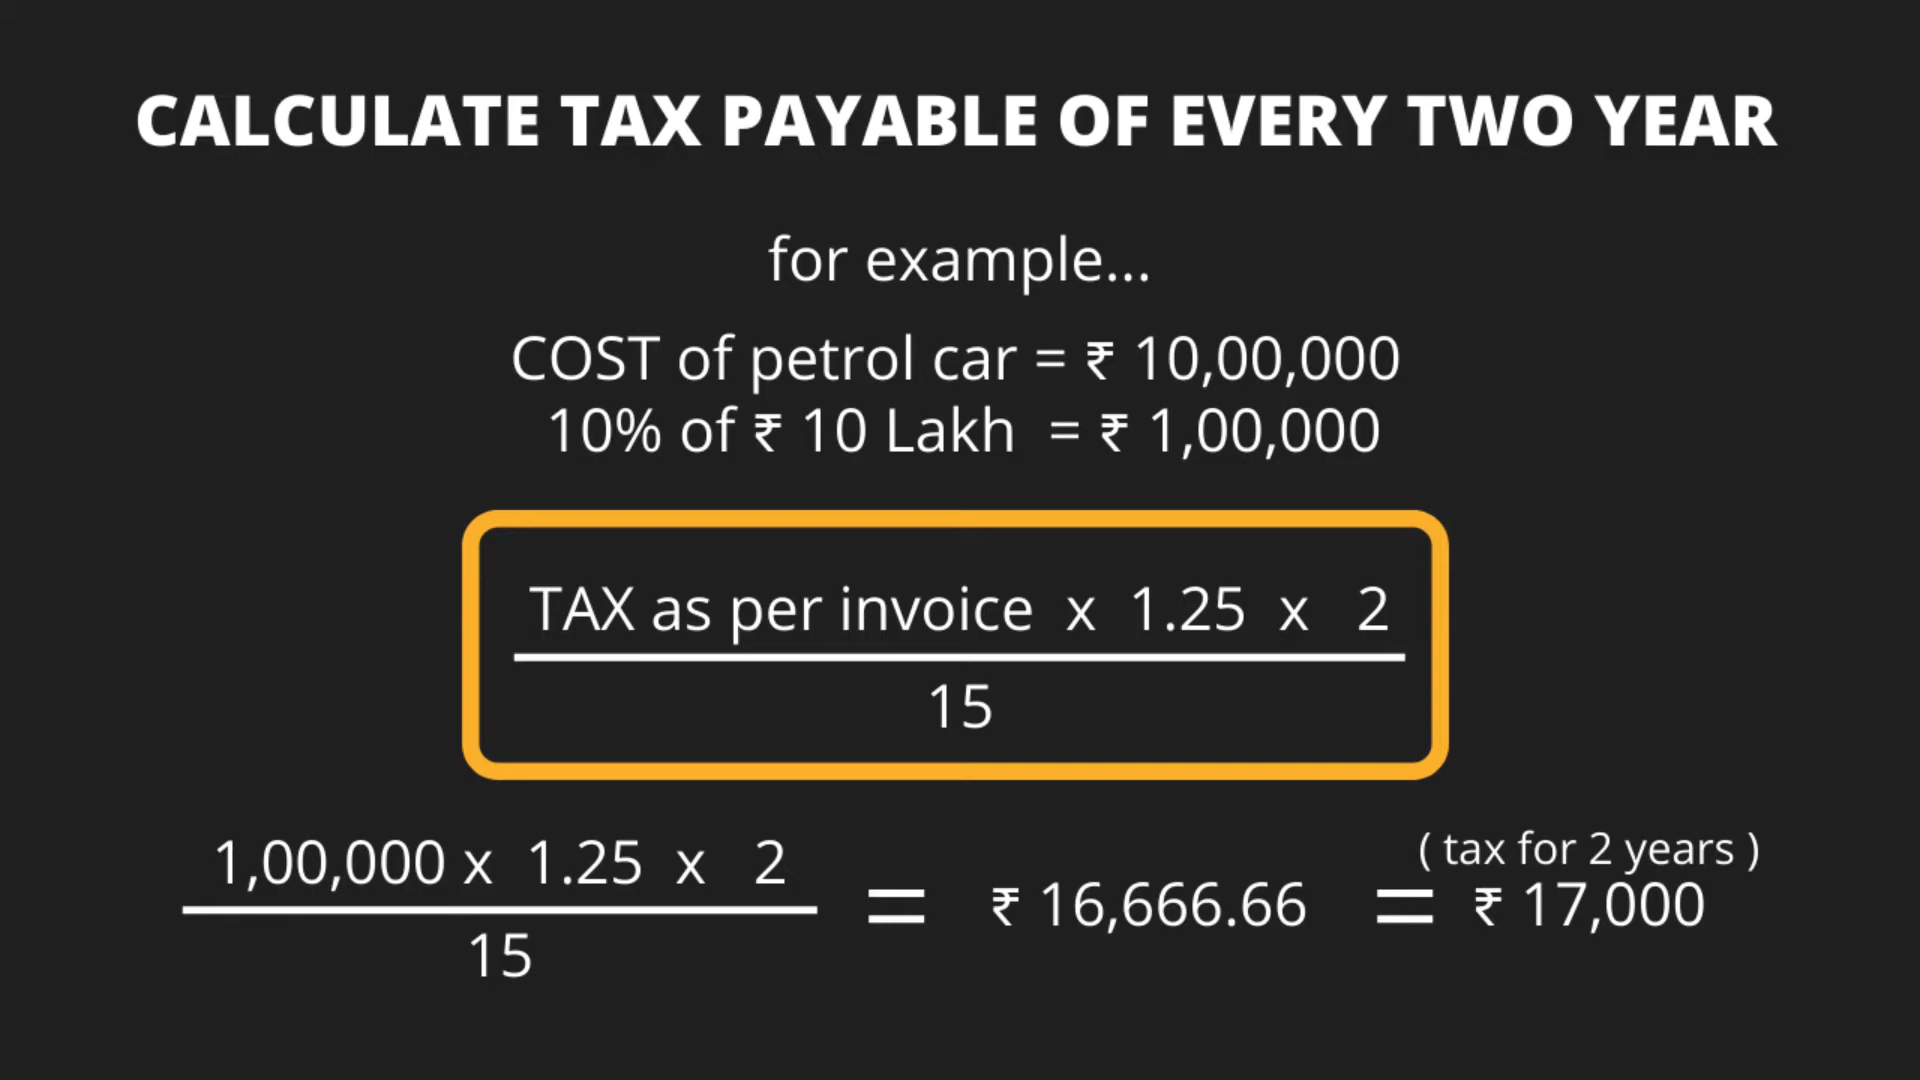 CALCULATE TAX PAYABLE OF EVERY TWO YEAR
for example...
COST of petrol car = ₹ 10,00,000
10% of ₹ 10 Lakh = ₹ 1,00,000
TAX as per invoice x 1.25 x 2
15
1,00,000 x 1.25 x 2
15
= ₹ 16,666.66 =
( tax for 2 years )
₹ 17,000